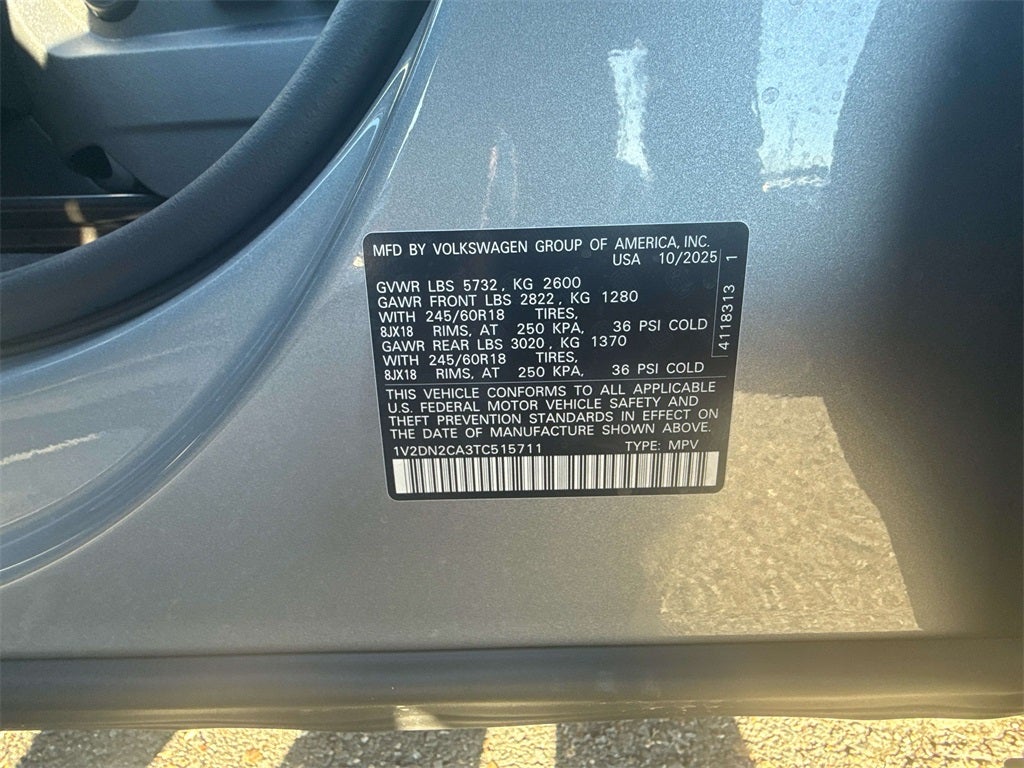 MFD BY VOLKSWAGEN GROUP OF AMERICA, INC.
USA 10/2025
GVWR LBS 5732, KG 2600
GAWR FRONT LBS 2822, KG 1280
WITH 245/60R18 TIRES,
8JX18 RIMS, AT 250 KPA, 36 PSI COLD
GAWR REAR LBS 3020, KG 1370
WITH 245/60R18 TIRES,
8JX18 RIMS, AT 250 KPA, 36 PSI COLD
THIS VEHICLE CONFORMS TO ALL APPLICABLE
U.S. FEDERAL MOTOR VEHICLE SAFETY AND
THEFT PREVENTION STANDARDS IN EFFECT ON
THE DATE OF MANUFACTURE SHOWN ABOVE.
1V2DN2CA3TC515711 TYPE: MPV
4118313 1